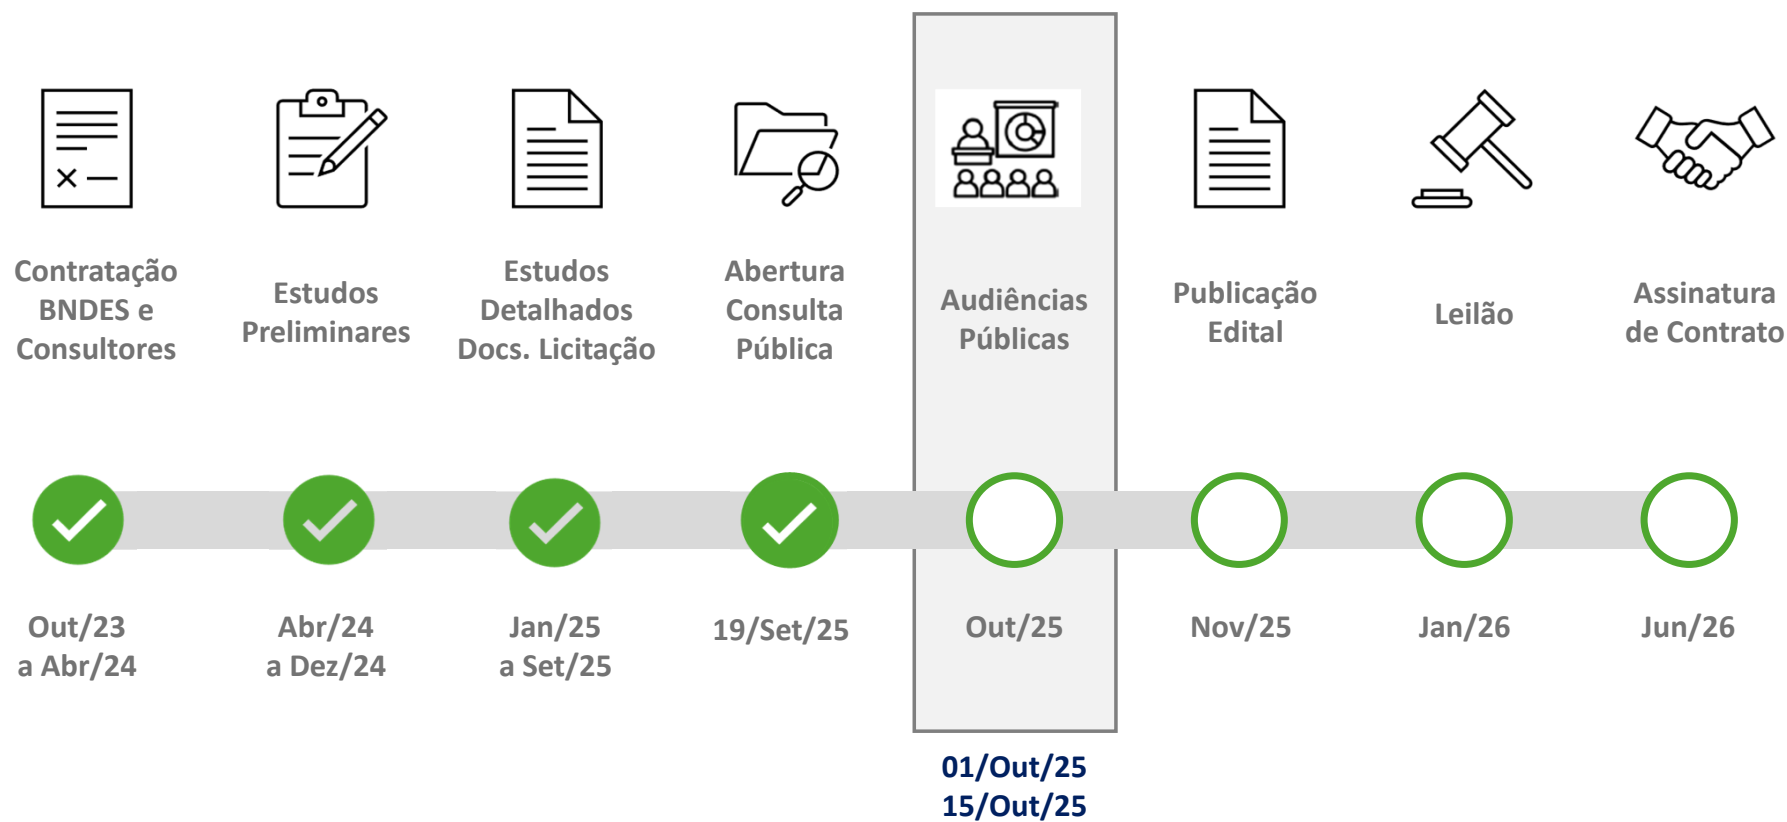 Contratação
BNDES e
Consultores
Estudos
Preliminares
Estudos
Detalhados
Docs. Licitação
Abertura
Consulta
Pública
Audiências
Públicas
Publicação
Edital
Leilão
Assinatura
de Contrato
Out/23
a Abr/24
Abr/24
a Dez/24
Jan/25
a Set/25
19/Set/25
Out/25
Nov/25
Jan/26
Jun/26
01/Out/25
15/Out/25